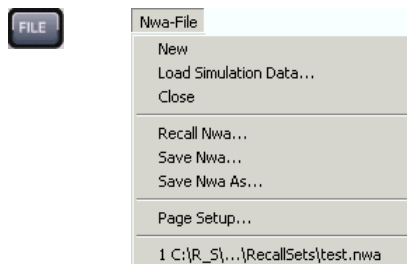 FILE
Nwa-File
New
Load Simulation Data...
Close
Recall Nwa...
Save Nwa...
Save Nwa As...
Page Setup...
1 C:\R_S\...\RecallSets\test.nwa